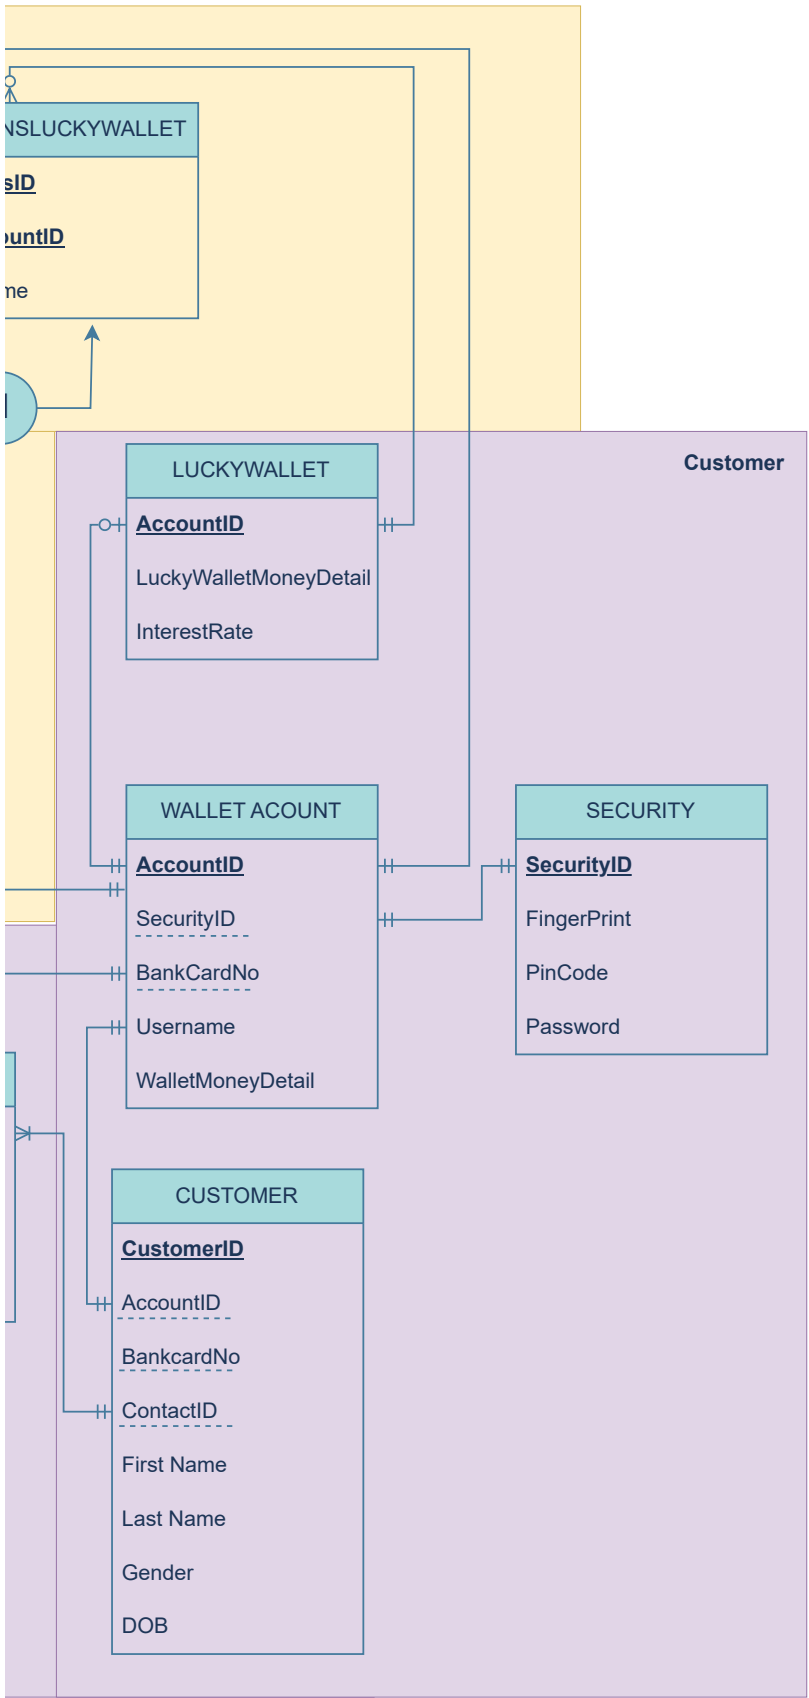 NSLUCKYWALLET
sID
ountID
me
Customer
LUCKYWALLET
AccountID
LuckyWalletMoneyDetail
InterestRate
WALLET ACOUNT
AccountID
SecurityID
BankCardNo
Username
WalletMoneyDetail
SECURITY
SecurityID
FingerPrint
PinCode
Password
CUSTOMER
CustomerID
AccountID
BankcardNo
ContactID
First Name
Last Name
Gender
DOB